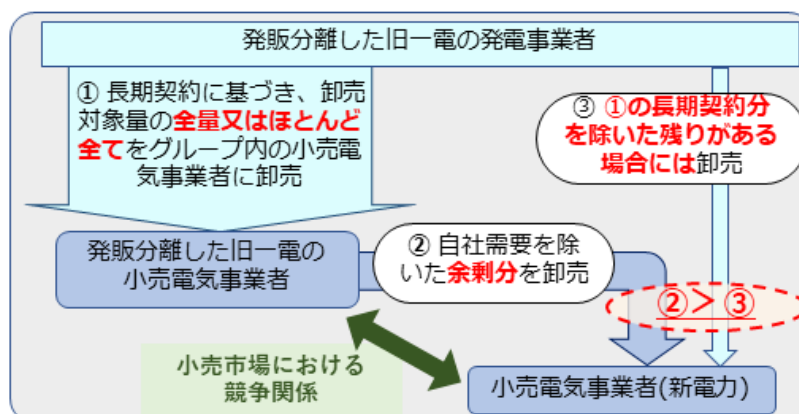 発販分離した旧一電の発電事業者
① 長期契約に基づき、卸売
対象量の全量又はほとんど
全てをグループ内の小売電
気事業者に卸売
③ ①の長期契約分
を除いた残りがある
場合には卸売
発販分離した旧一電の
小売電気事業者
② 自社需要を除
いた余剰分を卸売
②> ③
小売市場における
競争関係
小売電気事業者(新電力)